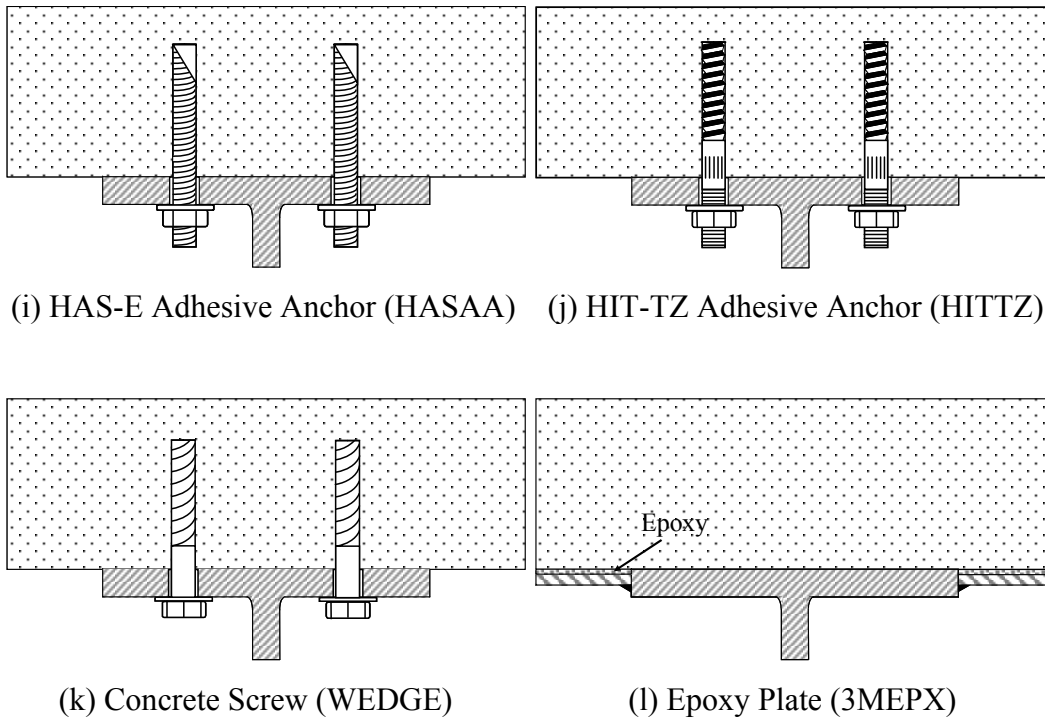 (i) HAS-E Adhesive Anchor (HASAA)
(j) HIT-TZ Adhesive Anchor (HITTZ)
Epoxy
(k) Concrete Screw (WEDGE)
(l) Epoxy Plate (3MEPX)